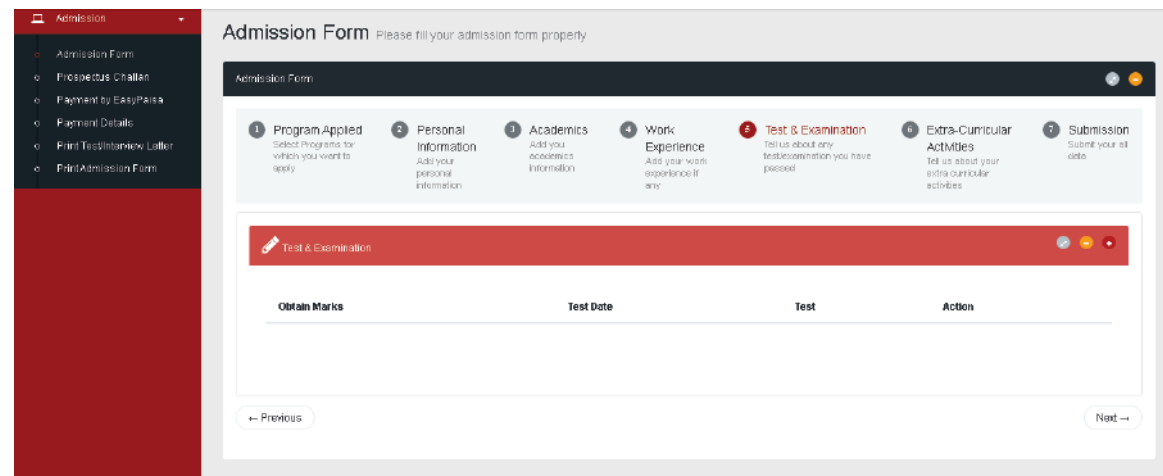 Admission
Admission Form
Prospectus Challan
Payment by EasyPaisa
Payment Details
Print Test/Interview Letter
Print Admission Form
Admission Form Please fill your admission form property
Admission Form
1 Program Applied
Select Programs for
which you want to
apply
2 Personal
Information
Add your
personal
information
3 Academics
Add you
academics
information
4 Work
Experience
Add your work
experience if
any
5 Test & Examination
Tell us about any
test/examination you have
passed
6 Extra-Curricular
Activities
Tell us about your
extra curricular
activities
7 Submission
Submit your all
data
Test & Examination
Obtain Marks Test Date Test Action
← Previous
Next →